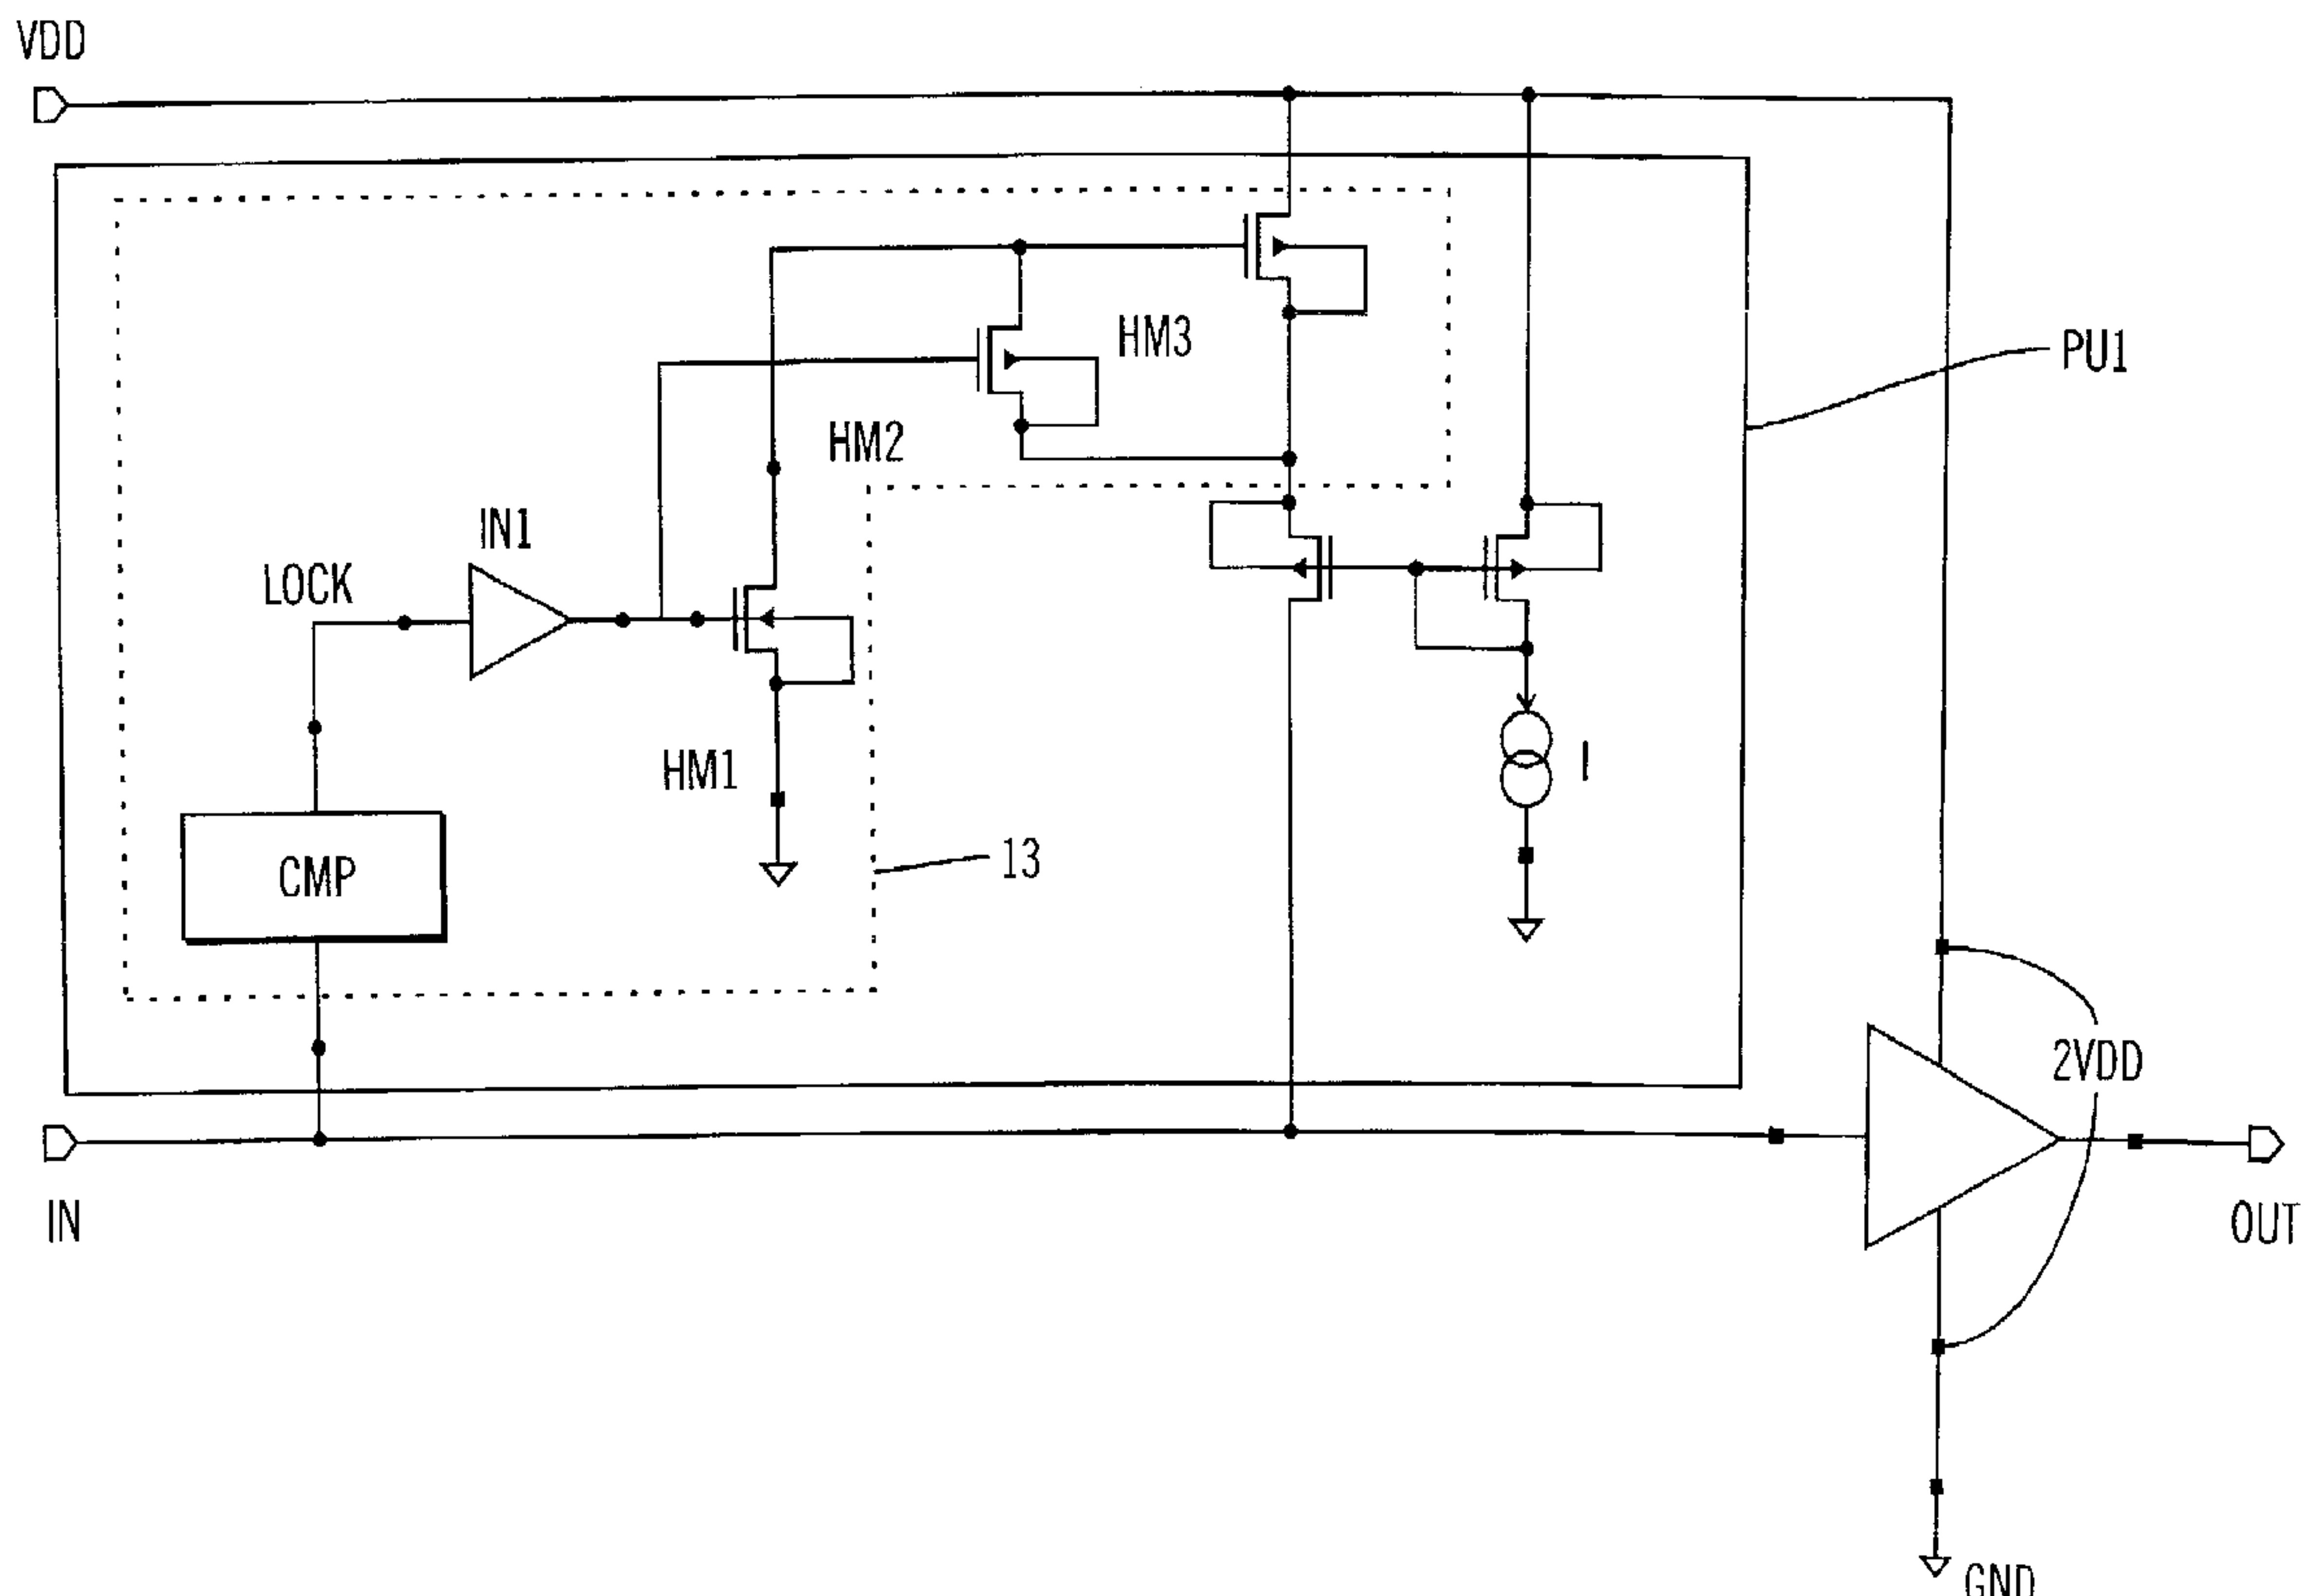 VDD
HM3
PU1
HM2
IN1
LOCK
HM1
I
CMP
13
2VDD
IN
OUT
GND